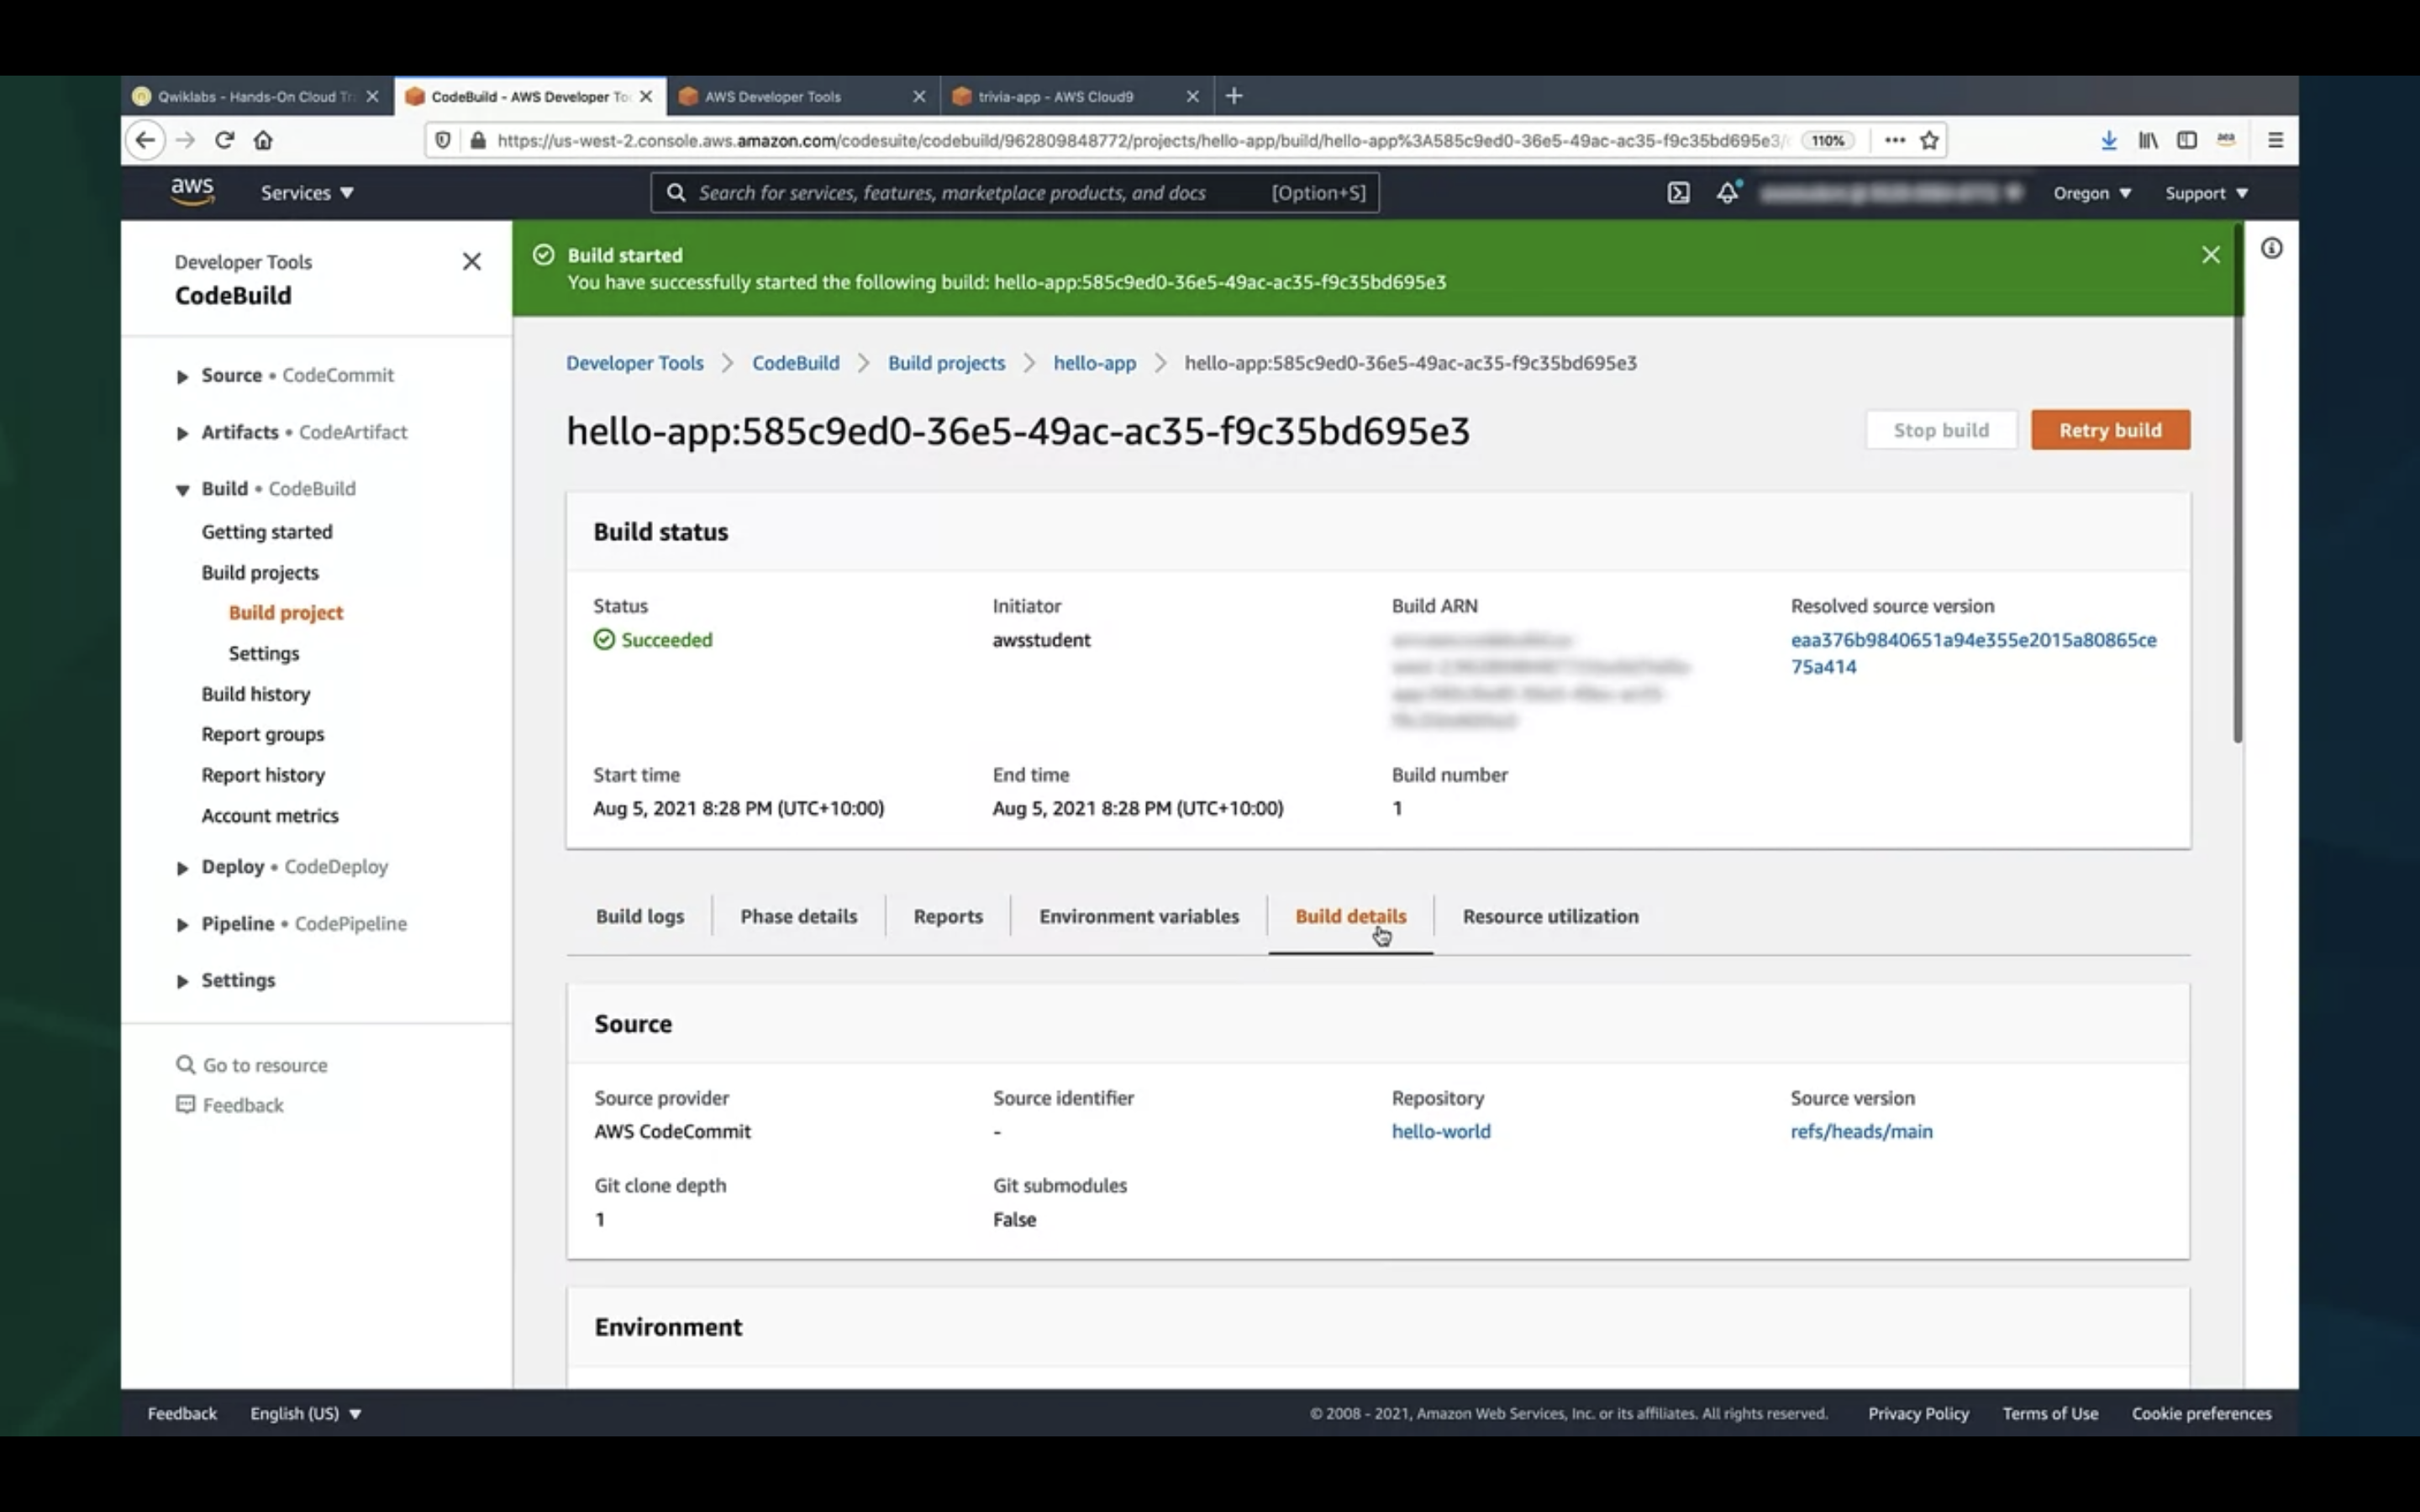 Qwiklabs - Hands-On Cloud Tr
CodeBuild - AWS Developer To
AWS Developer Tools
trivia-app - AWS Cloud9
https://us-west-2.console.aws.amazon.com/codesuite/codebuild/962809848772/projects/hello-app/build/hello-app%3A585c9ed0-36e5-49ac-ac35-f9c35bd695e3/
110%
aws
Services
Search for services, features, marketplace products, and docs
[Option+S]
Oregon
Support
Developer Tools
CodeBuild
Source • CodeCommit
Artifacts • CodeArtifact
Build • CodeBuild
Getting started
Build projects
Build project
Settings
Build history
Report groups
Report history
Account metrics
Deploy • CodeDeploy
Pipeline • CodePipeline
Settings
Go to resource
Feedback
Build started
You have successfully started the following build: hello-app:585c9ed0-36e5-49ac-ac35-f9c35bd695e3
Developer Tools > CodeBuild > Build projects > hello-app > hello-app:585c9ed0-36e5-49ac-ac35-f9c35bd695e3
hello-app:585c9ed0-36e5-49ac-ac35-f9c35bd695e3
Stop build
Retry build
Build status
Status
Succeeded
Initiator
awsstudent
Build ARN
Resolved source version
eaa376b9840651a94e355e2015a80865ce
75a414
Start time
Aug 5, 2021 8:28 PM (UTC+10:00)
End time
Aug 5, 2021 8:28 PM (UTC+10:00)
Build number
1
Build logs
Phase details
Reports
Environment variables
Build details
Resource utilization
Source
Source provider
AWS CodeCommit
Source identifier
-
Repository
hello-world
Source version
refs/heads/main
Git clone depth
1
Git submodules
False
Environment
Feedback
English (US)
© 2008 - 2021, Amazon Web Services, Inc. or its affiliates. All rights reserved.
Privacy Policy
Terms of Use
Cookie preferences